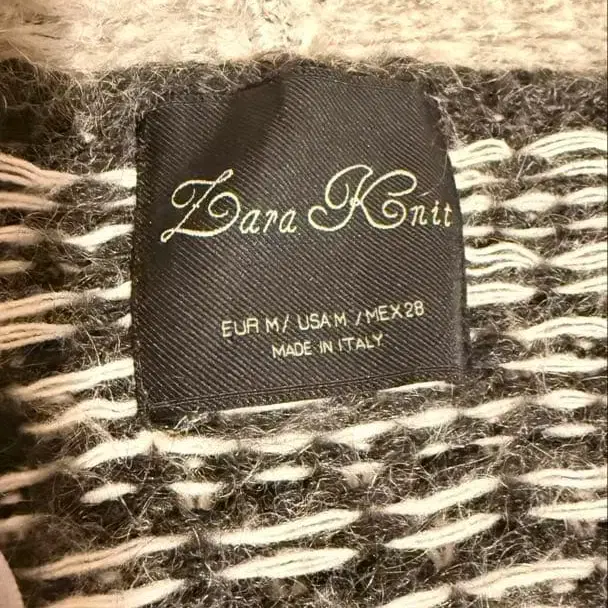 Zara Knit
EUR M / USA M / MEX 28
MADE IN ITALY